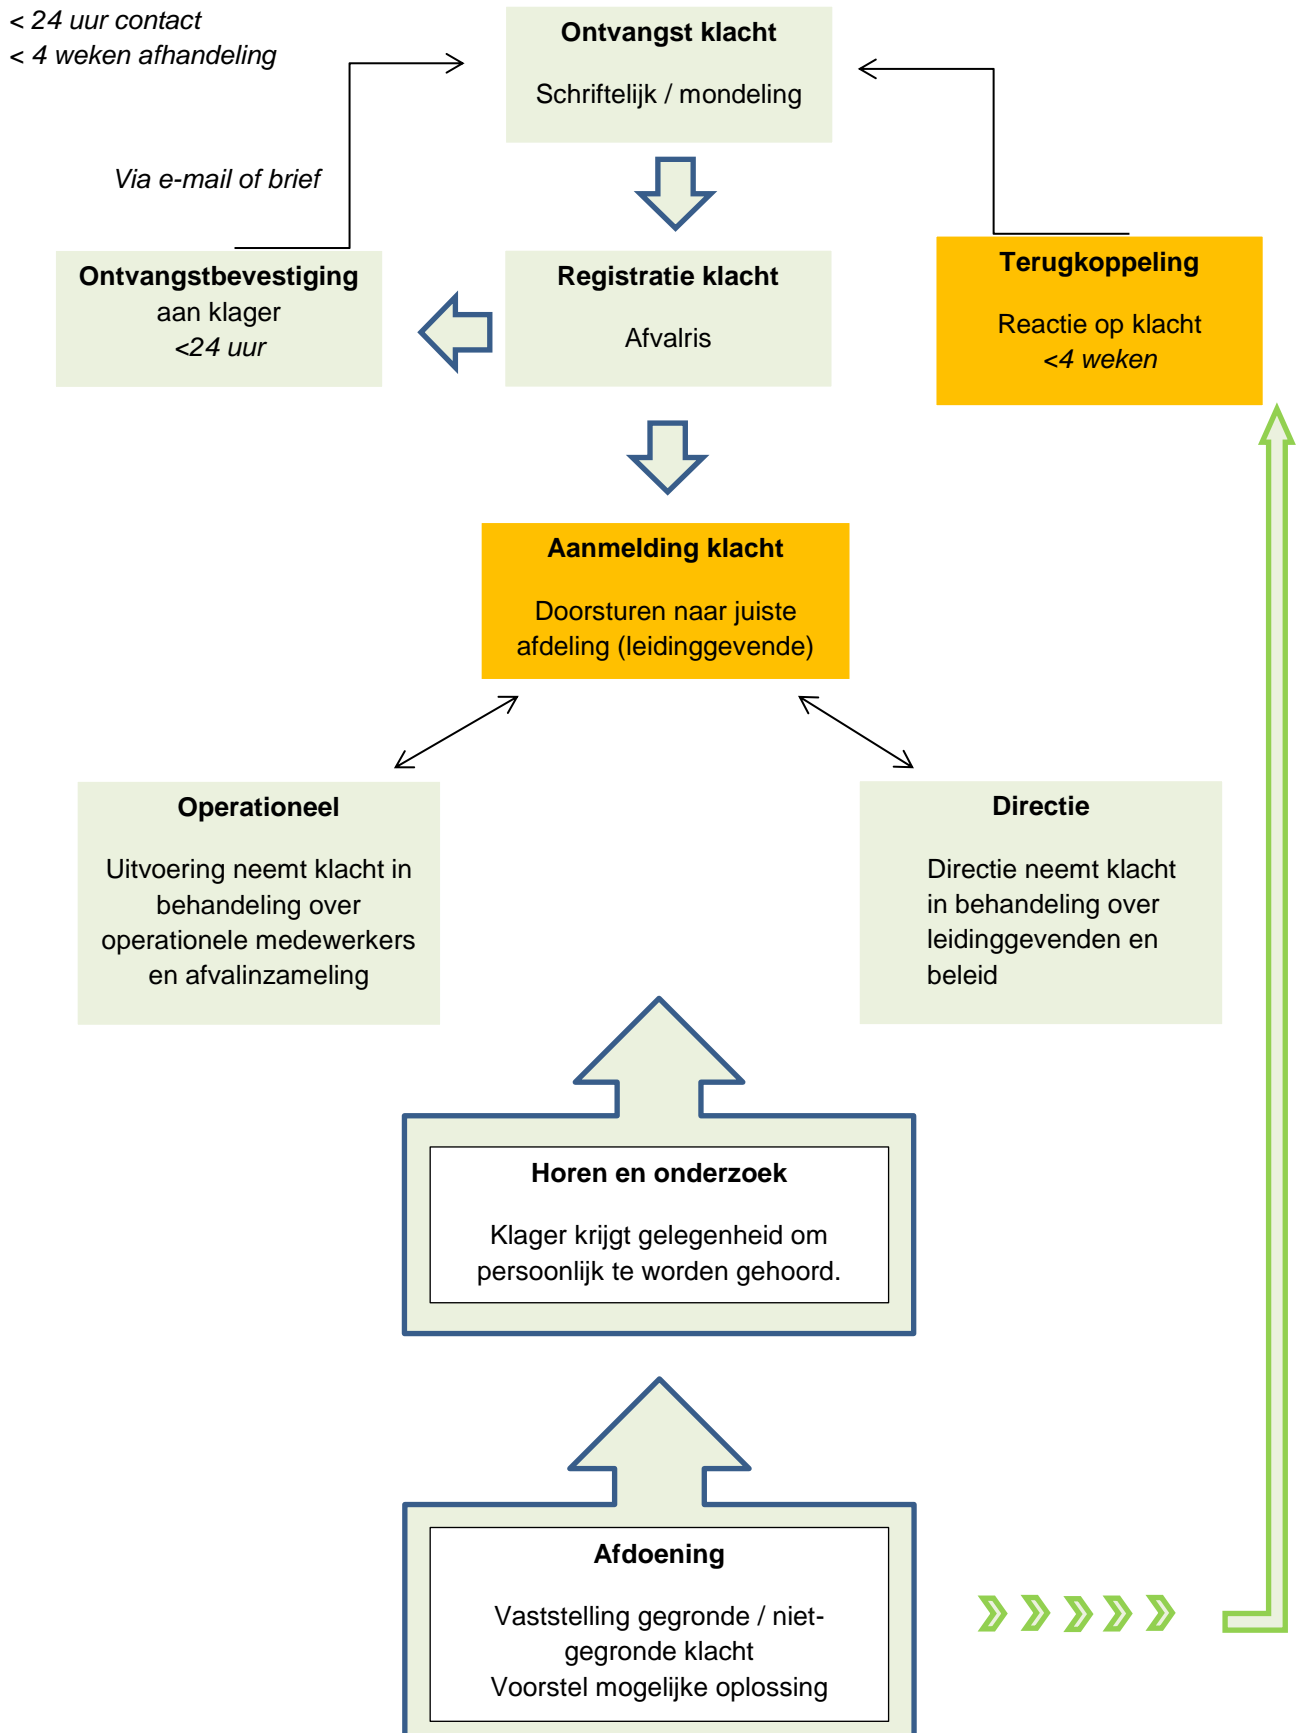 < 24 uur contact
< 4 weken afhandeling
Ontvangst klacht
Schriftelijk / mondeling
Via e-mail of brief
Ontvangstbevestiging
aan klager
<24 uur
Registratie klacht
Afvalris
Terugkoppeling
Reactie op klacht
<4 weken
Aanmelding klacht
Doorsturen naar juiste
afdeling (leidinggevende)
Operationeel
Uitvoering neemt klacht in
behandeling over
operationele medewerkers
en afvalinzameling
Directie
Directie neemt klacht
in behandeling over
leidinggevenden en
beleid
Horen en onderzoek
Klager krijgt gelegenheid om
persoonlijk te worden gehoord.
Afdoening
Vaststelling gegronde / niet-
gegronde klacht
Voorstel mogelijke oplossing